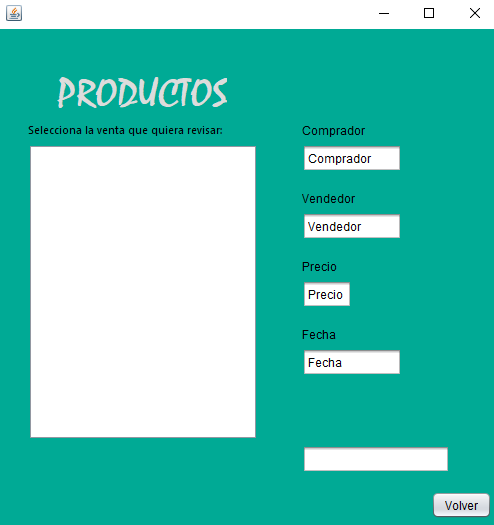 PRODUCTOS
Selecciona la venta que quiera revisar:
Comprador
Comprador
Vendedor
Vendedor
Precio
Precio
Fecha
Fecha
Volver